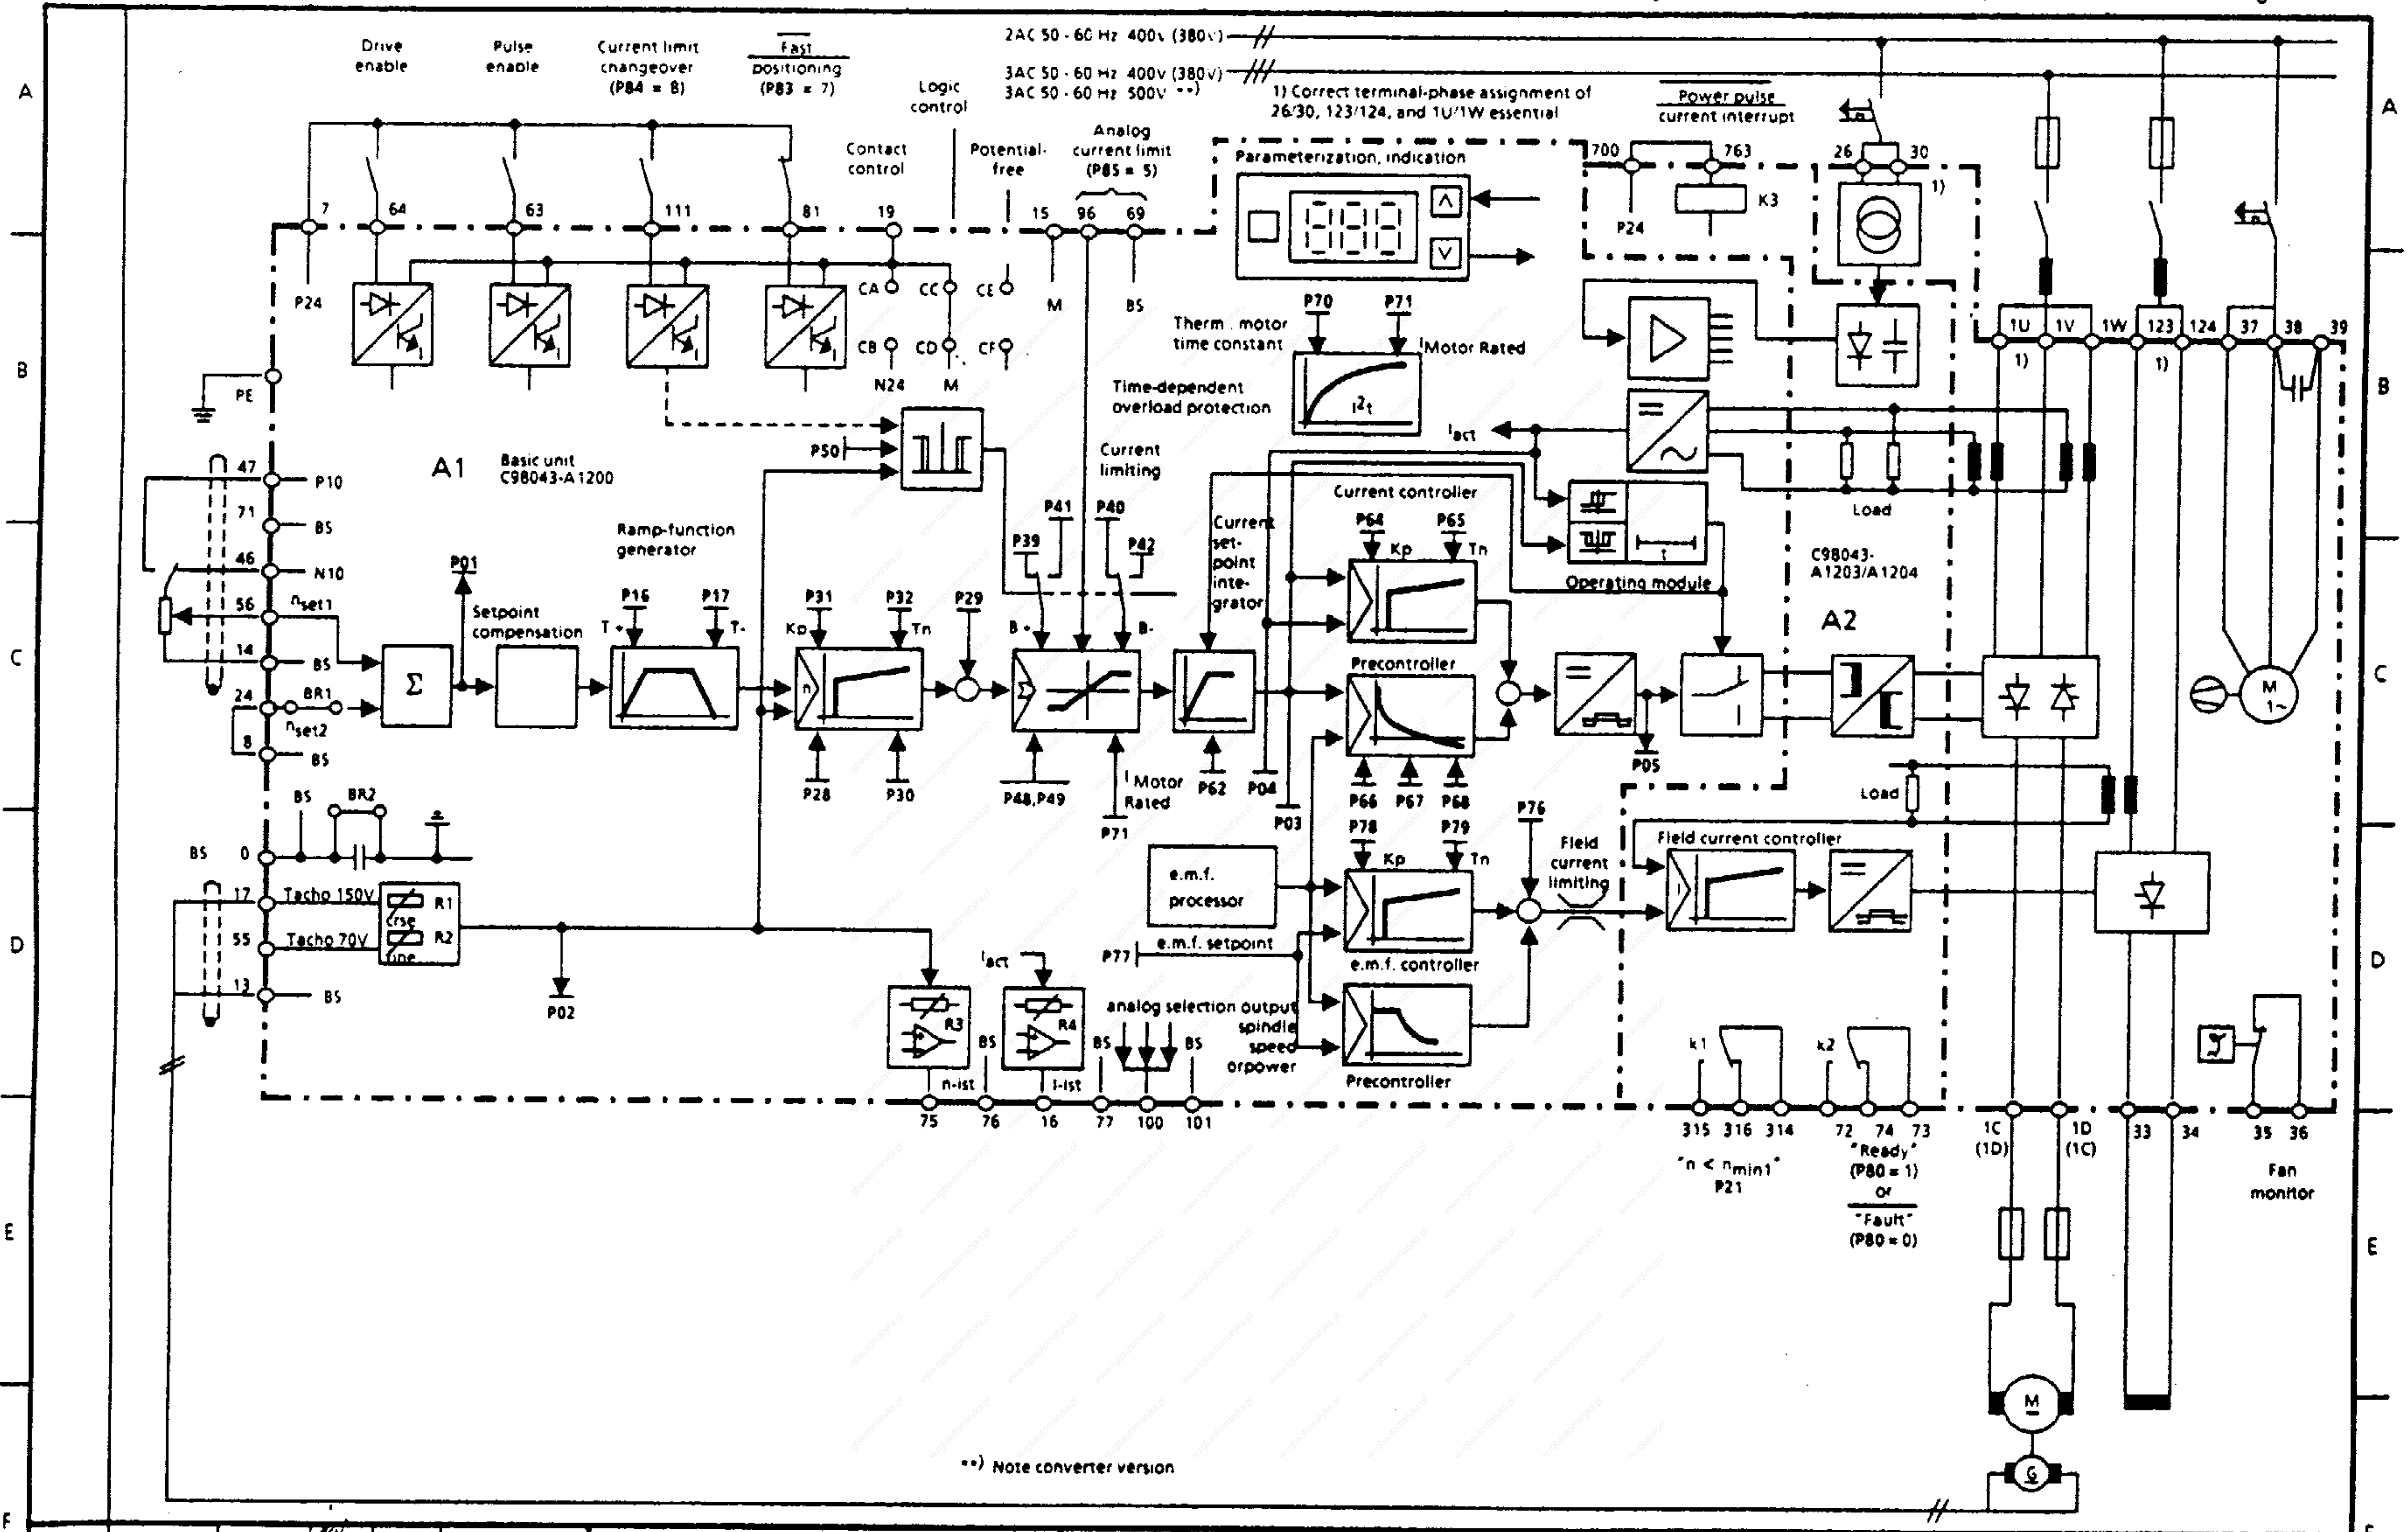 2AC 50 - 60 Hz 400v (380v)
3AC 50 - 60 Hz 400V (380V)
3AC 50 - 60 Hz 500V **)
Drive
enable
Pulse
enable
Current limit
changeover
(P84 = 8)
Fast
positioning
(P83 = 7)
Logic
control
Contact
control
Potential-
free
Analog
current limit
(P85 = 5)
1) Correct terminal-phase assignment of
26/30, 123/124, and 1U/1W essential
Power pulse
current interrupt
A
A
Parameterization, indication
700
763
26
30
1)
K3
P24
7
64
63
111
81
19
15
96
69
P24
CA
CC
CE
M
BS
CB
CD
CF
N24
M
P70
P71
Therm. motor
time constant
I Motor Rated
Time-dependent
overload protection
I²t
1U
1V
1W
123
124
37
38
39
1)
1)
B
B
PE
P50
I act
Current
limiting
Load
A1
Basic unit
C98043-A1200
47
P10
71
BS
46
N10
56
n set1
14
BS
24
BR1
n set2
8
BS
P01
Setpoint
compensation
Σ
Ramp-function
generator
P16
P17
T +
T -
P31
P32
Kp
Tn
n
P28
P30
P29
P41
P40
P39
P42
B +
B -
Σ
P48,P49
I Motor
Rated
P71
Current
set-
point
inte-
grator
P62
P04
P03
Current controller
P64
P65
Kp
Tn
Precontroller
P66
P67
P68
Operating module
C98043-
A1203/A1204
A2
P05
C
C
M
1~
BS
BR2
BS
0
17
Tacho 150V
R1
crse
55
Tacho 70V
R2
fine
13
BS
P02
e.m.f.
processor
P78
P79
Kp
Tn
P76
Field
current
limiting
Field current controller
I
Load
P77
e.m.f. setpoint
e.m.f. controller
Precontroller
D
D
I act
R3
R4
BS
BS
BS
n-ist
I-ist
analog selection output
spindle
speed
orpower
75
76
16
77
100
101
k1
k2
315
316
314
72
74
73
"n < n min1"
P21
"Ready"
(P80 = 1)
or
"Fault"
(P80 = 0)
1C
(1D)
1D
(1C)
33
34
35
36
Fan
monitor
E
E
M
G
**) Note converter version
F